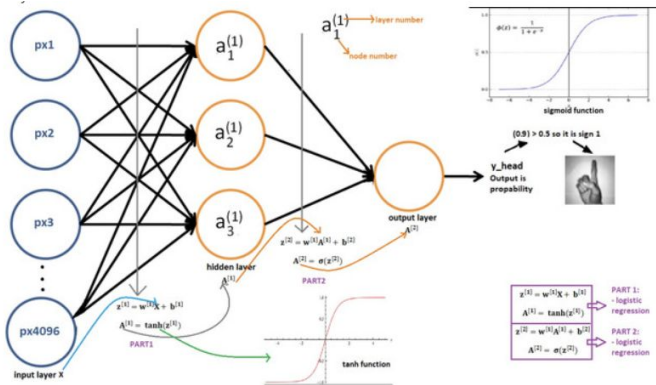 px1
px2
px3
px4096
input layer x
a₁⁽¹⁾
a₂⁽¹⁾
a₃⁽¹⁾
hidden layer
A[1]
a₁⁽¹⁾
layer number
node number
z[1] = w[1]X + b[1]
A[1] = tanh(z[1])
PART1
z[2] = w[1]A[1] + b[2]
A[2] = σ(z[2])
PART2
output layer
A[2]
tanh function
ϕ(z) = 1 / (1 + e⁻ᶻ)
sigmoid function
(0.9) > 0.5 so it is sign 1
y_head
Output is
propability
z[1] = w[1]X + b[1]
A[1] = tanh(z[1])
PART 1:
- logistic
regression
z[2] = w[1]A[1] + b[2]
A[2] = σ(z[2])
PART 2:
- logistic
regression